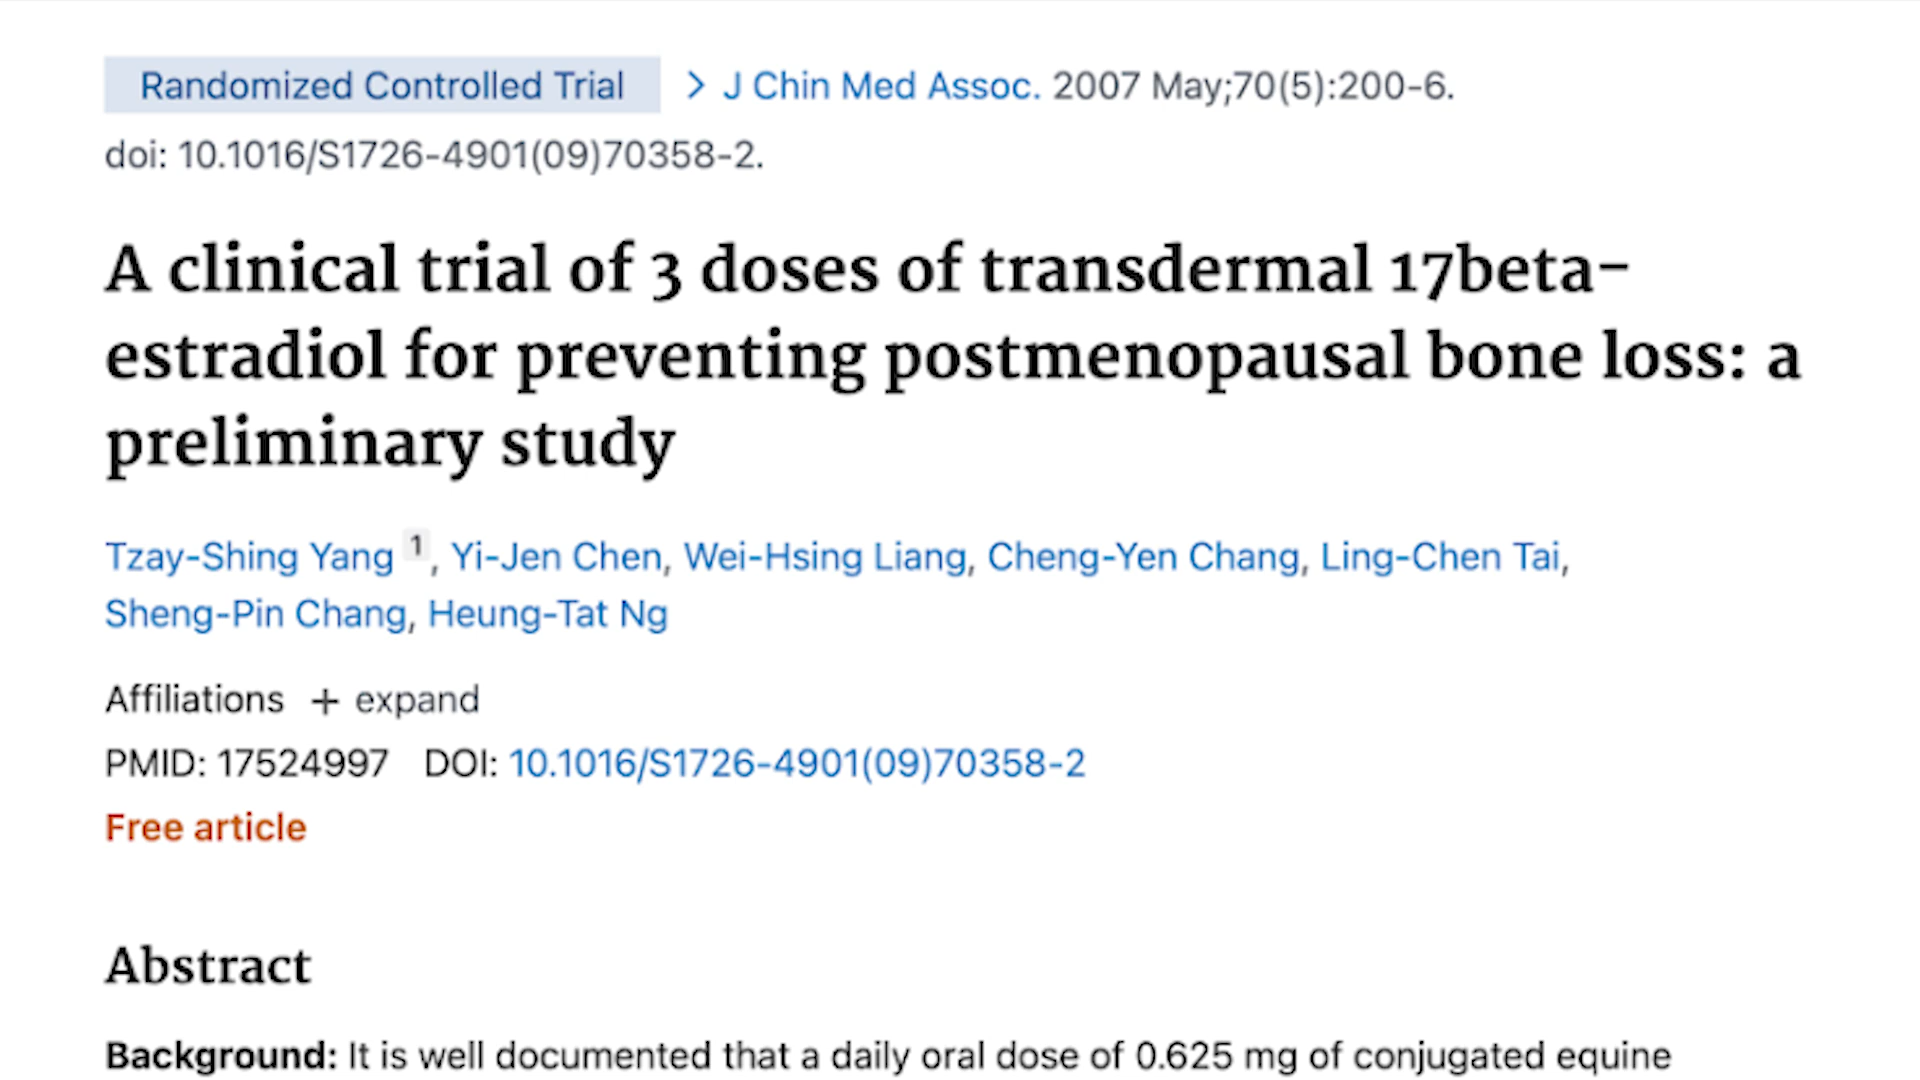 Randomized Controlled Trial > J Chin Med Assoc. 2007 May;70(5):200-6.
doi: 10.1016/S1726-4901(09)70358-2.
A clinical trial of 3 doses of transdermal 17beta-
estradiol for preventing postmenopausal bone loss: a
preliminary study
Tzay-Shing Yang 1, Yi-Jen Chen, Wei-Hsing Liang, Cheng-Yen Chang, Ling-Chen Tai,
Sheng-Pin Chang, Heung-Tat Ng
Affiliations + expand
PMID: 17524997 DOI: 10.1016/S1726-4901(09)70358-2
Free article
Abstract
Background: It is well documented that a daily oral dose of 0.625 mg of conjugated equine